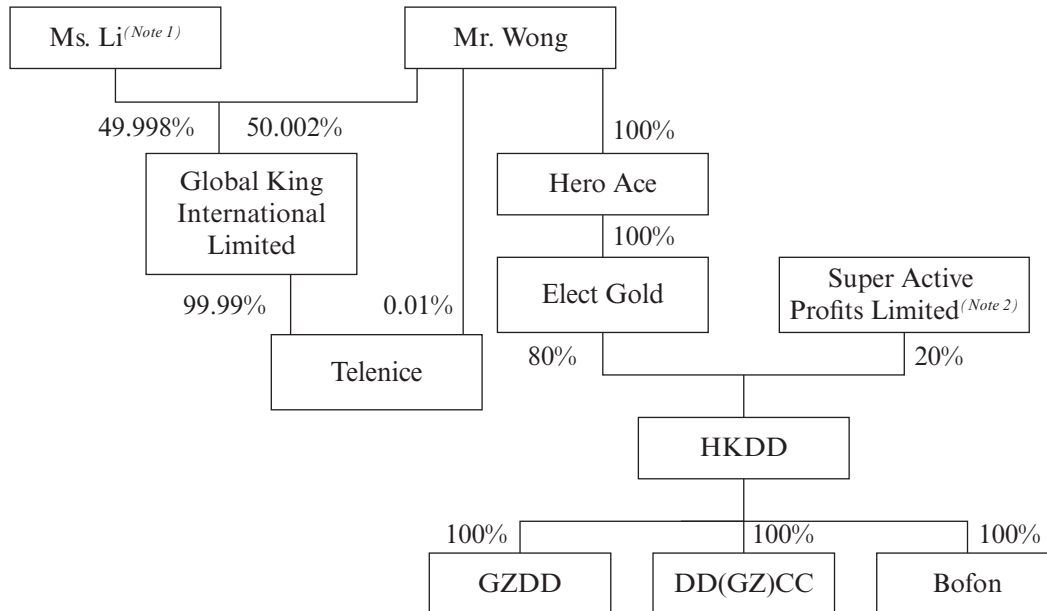 Ms. Li(Note 1)
Mr. Wong
49.998%
50.002%
100%
Global King
International
Limited
Hero Ace
100%
Elect Gold
Super Active
Profits Limited(Note 2)
99.99%
0.01%
80%
20%
Telenice
HKDD
100%
100%
100%
GZDD
DD(GZ)CC
Bofon